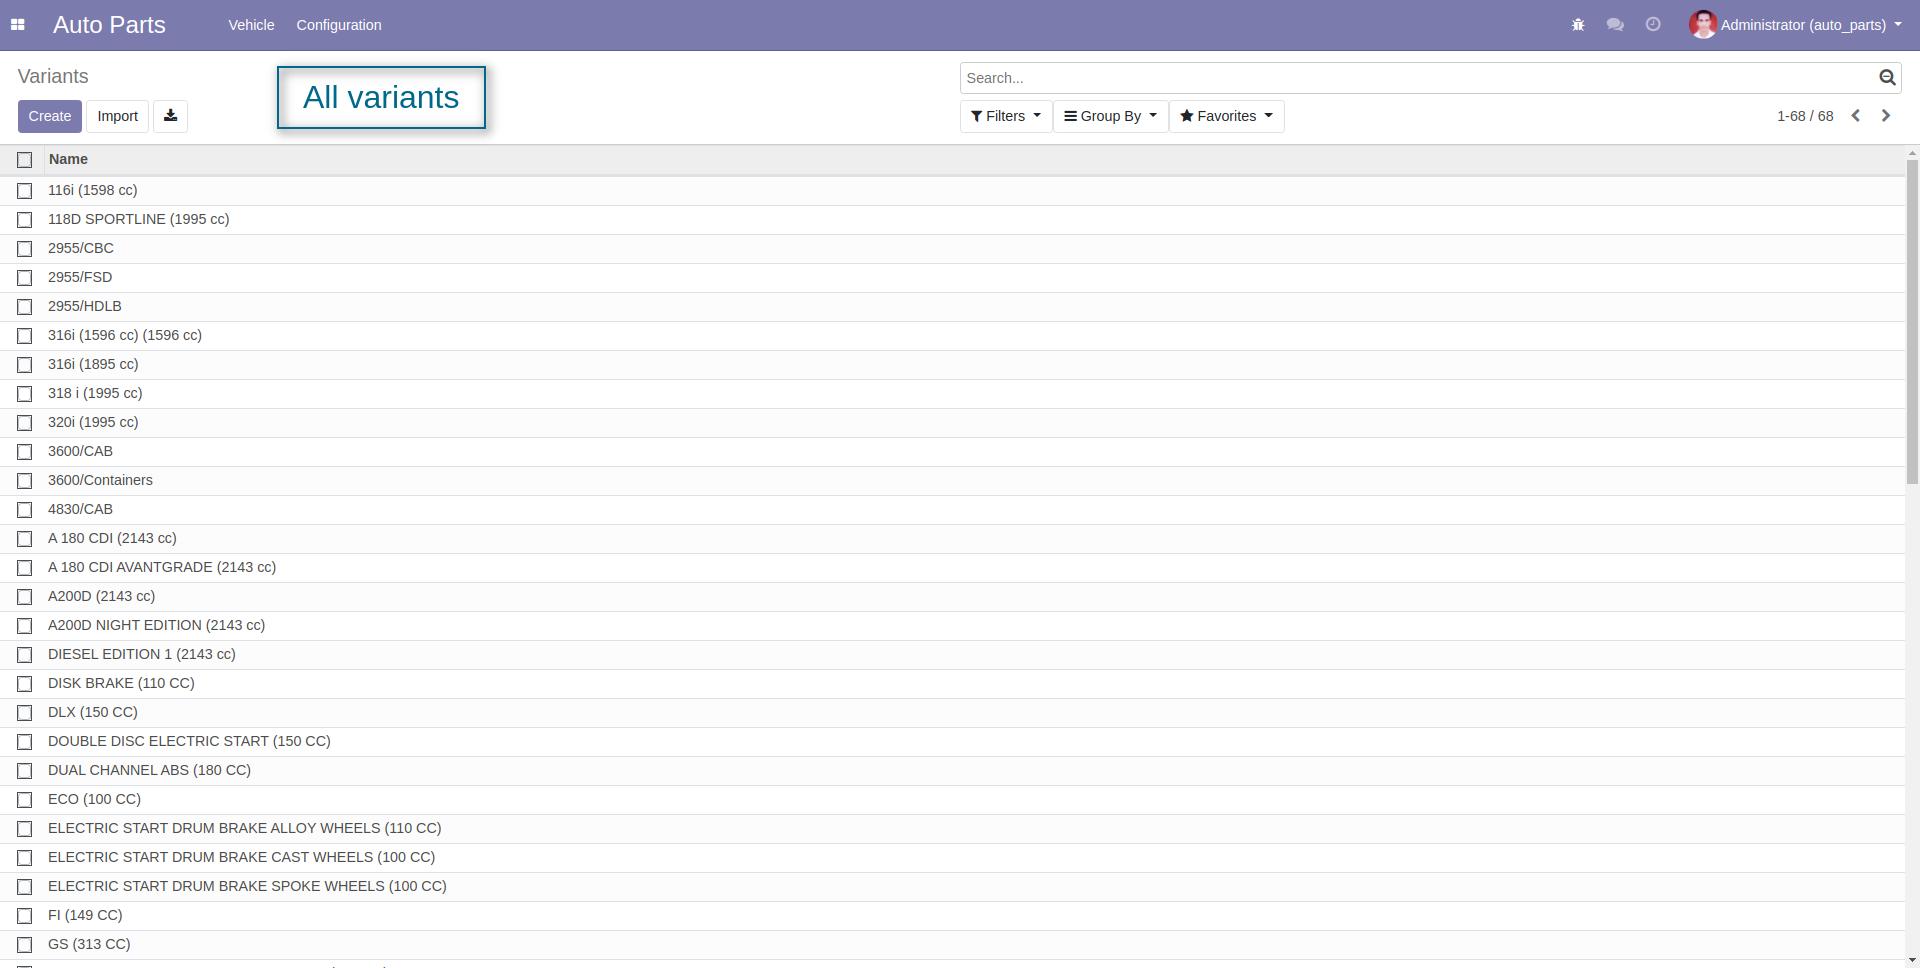 Auto Parts Vehicle Configuration Administrator (auto_parts)
Variants
All variants
Search...
Create Import Filters Group By Favorites 1-68 / 68
Name
116i (1598 cc)
118D SPORTLINE (1995 cc)
2955/CBC
2955/FSD
2955/HDLB
316i (1596 cc) (1596 cc)
316i (1895 cc)
318 i (1995 cc)
320i (1995 cc)
3600/CAB
3600/Containers
4830/CAB
A 180 CDI (2143 cc)
A 180 CDI AVANTGRADE (2143 cc)
A200D (2143 cc)
A200D NIGHT EDITION (2143 cc)
DIESEL EDITION 1 (2143 cc)
DISK BRAKE (110 CC)
DLX (150 CC)
DOUBLE DISC ELECTRIC START (150 CC)
DUAL CHANNEL ABS (180 CC)
ECO (100 CC)
ELECTRIC START DRUM BRAKE ALLOY WHEELS (110 CC)
ELECTRIC START DRUM BRAKE CAST WHEELS (100 CC)
ELECTRIC START DRUM BRAKE SPOKE WHEELS (100 CC)
FI (149 CC)
GS (313 CC)